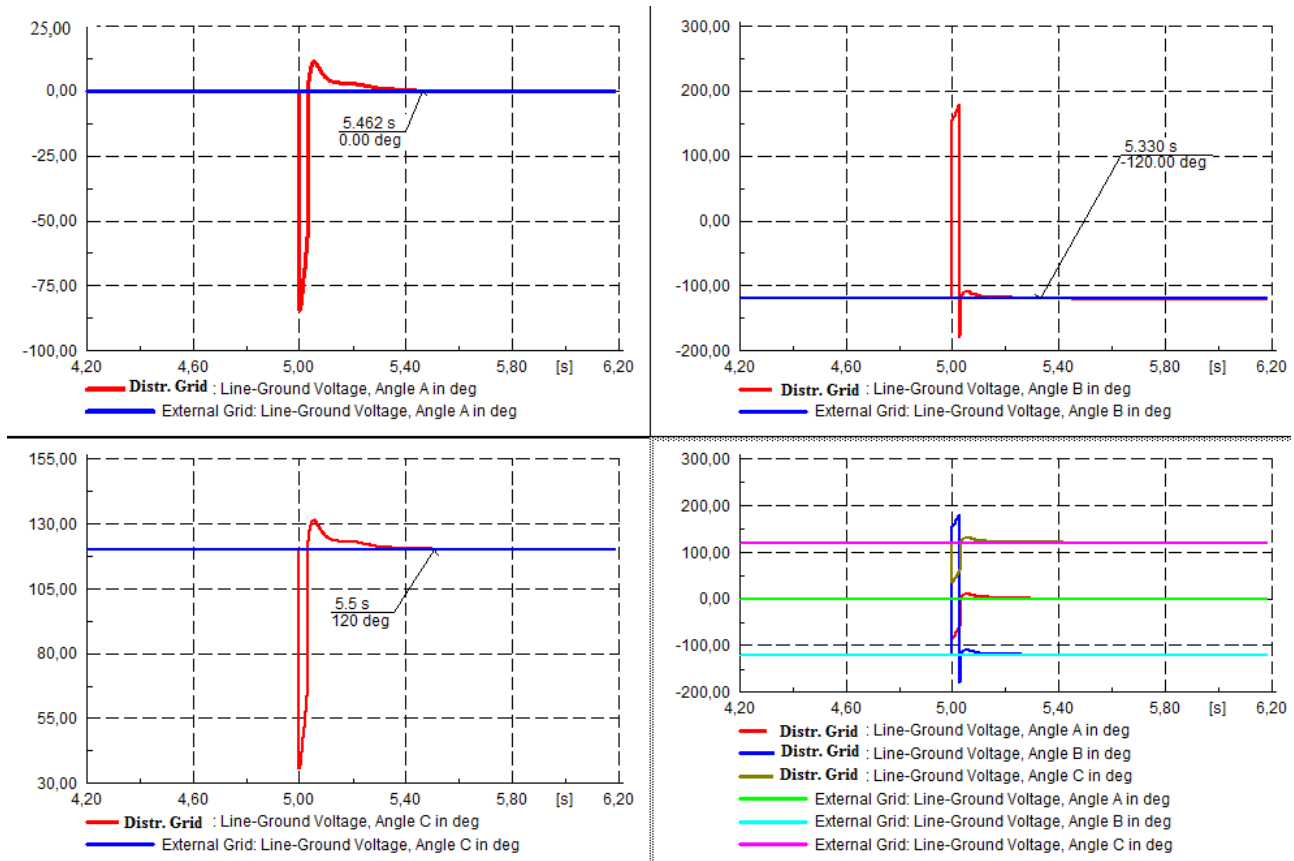 25,00
0,00
-25,00
-50,00
-75,00
-100,00
5.462 s
0.00 deg
4,20 4,60 5,00 5,40 5,80 [s] 6,20
Distr. Grid : Line-Ground Voltage, Angle A in deg
External Grid: Line-Ground Voltage, Angle A in deg
300,00
200,00
100,00
0,00
-100,00
-200,00
5.330 s
-120.00 deg
4,20 4,60 5,00 5,40 5,80 [s] 6,20
Distr. Grid : Line-Ground Voltage, Angle B in deg
External Grid: Line-Ground Voltage, Angle B in deg
155,00
130,00
105,00
80,00
55,00
30,00
5.5 s
120 deg
4,20 4,60 5,00 5,40 5,80 [s] 6,20
Distr. Grid : Line-Ground Voltage, Angle C in deg
External Grid: Line-Ground Voltage, Angle C in deg
300,00
200,00
100,00
0,00
-100,00
-200,00
4,20 4,60 5,00 5,40 5,80 [s] 6,20
Distr. Grid : Line-Ground Voltage, Angle A in deg
Distr. Grid : Line-Ground Voltage, Angle B in deg
Distr. Grid : Line-Ground Voltage, Angle C in deg
External Grid: Line-Ground Voltage, Angle A in deg
External Grid: Line-Ground Voltage, Angle B in deg
External Grid: Line-Ground Voltage, Angle C in deg